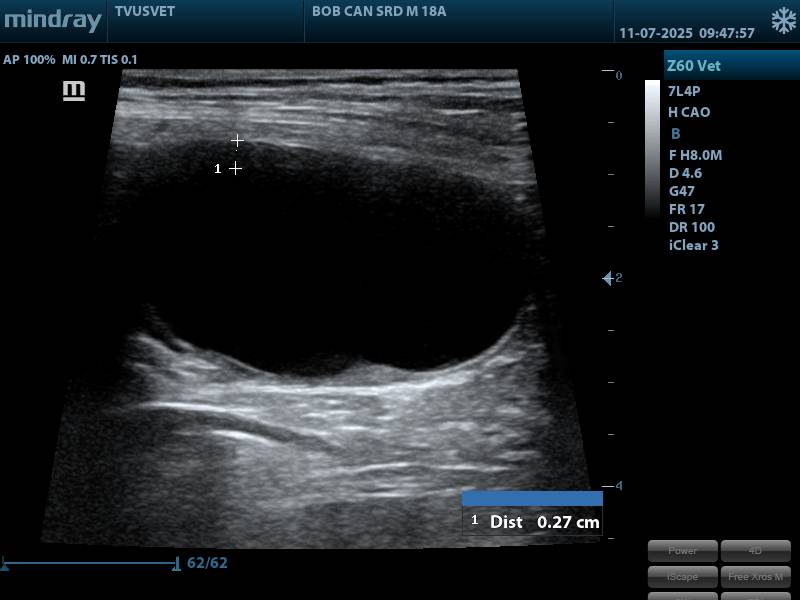 mindray
TVUSVET
BOB CAN SRD M 18A
11-07-2025 09:47:57
AP 100% MI 0.7 TIS 0.1
m
Z60 Vet
7L4P
H CAO
B
F H8.0M
D 4.6
G47
FR 17
DR 100
iClear 3
0
2
4
1
1 Dist 0.27 cm
62/62
Power
4D
iScape
Free Xros M